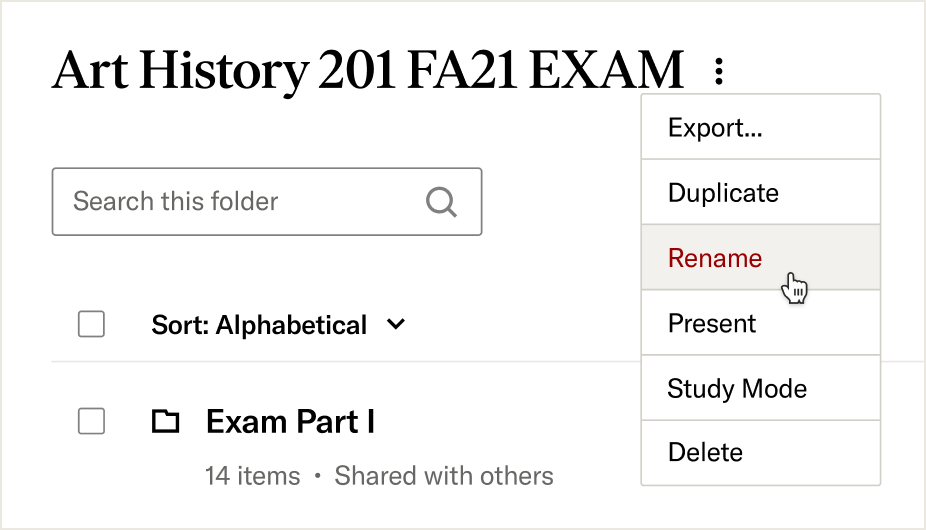 Art History 201 FA21 EXAM
Export...
Search this folder
Duplicate
Rename
Sort: Alphabetical
Present
Study Mode
Exam Part I
Delete
14 items • Shared with others